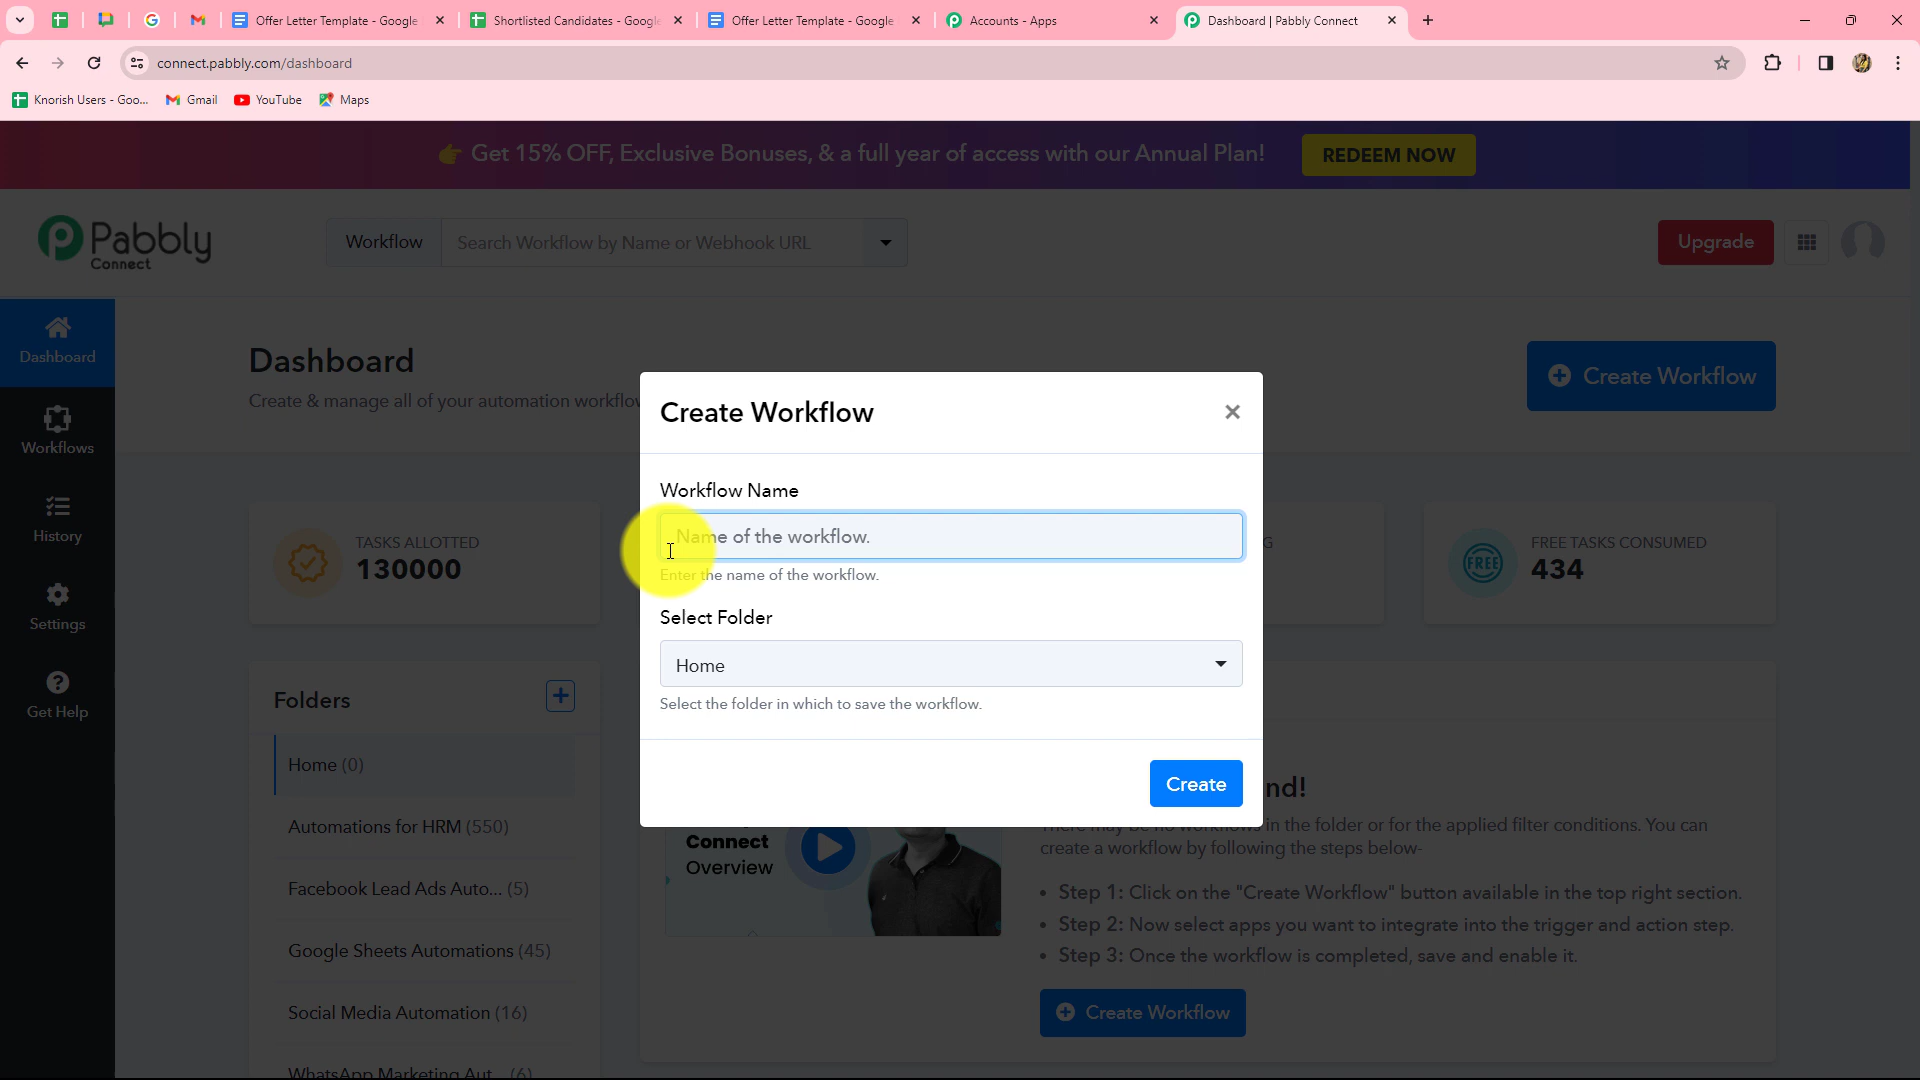 Offer Letter Template - Google
Shortlisted Candidates - Google
Offer Letter Template - Google
Accounts - Apps
Dashboard | Pabbly Connect
connect.pabbly.com/dashboard
Knorish Users - Goo...
Gmail
YouTube
Maps
Get 15% OFF, Exclusive Bonuses, & a full year of access with our Annual Plan!
REDEEM NOW
Pabbly
Connect
Workflow
Search Workflow by Name or Webhook URL
Upgrade
Dashboard
Workflows
History
Settings
Get Help
Dashboard
Create & manage all of your automation
Create Workflow
TASKS ALLOTTED
130000
FREE TASKS CONSUMED
FREE
434
Create Workflow
Workflow Name
Name of the workflow.
Enter the name of the workflow.
Select Folder
Home
Select the folder in which to save the workflow.
Create
Folders
Home (0)
Automations for HRM (550)
Facebook Lead Ads Auto... (5)
Google Sheets Automations (45)
Social Media Automation (16)
WhatsApp Marketing Aut... (6)
Connect
Overview
nd!
There may be no workflows in the folder or for the applied filter conditions. You can
create a workflow by following the steps below-
• Step 1: Click on the "Create Workflow" button available in the top right section.
• Step 2: Now select apps you want to integrate into the trigger and action step.
• Step 3: Once the workflow is completed, save and enable it.
Create Workflow